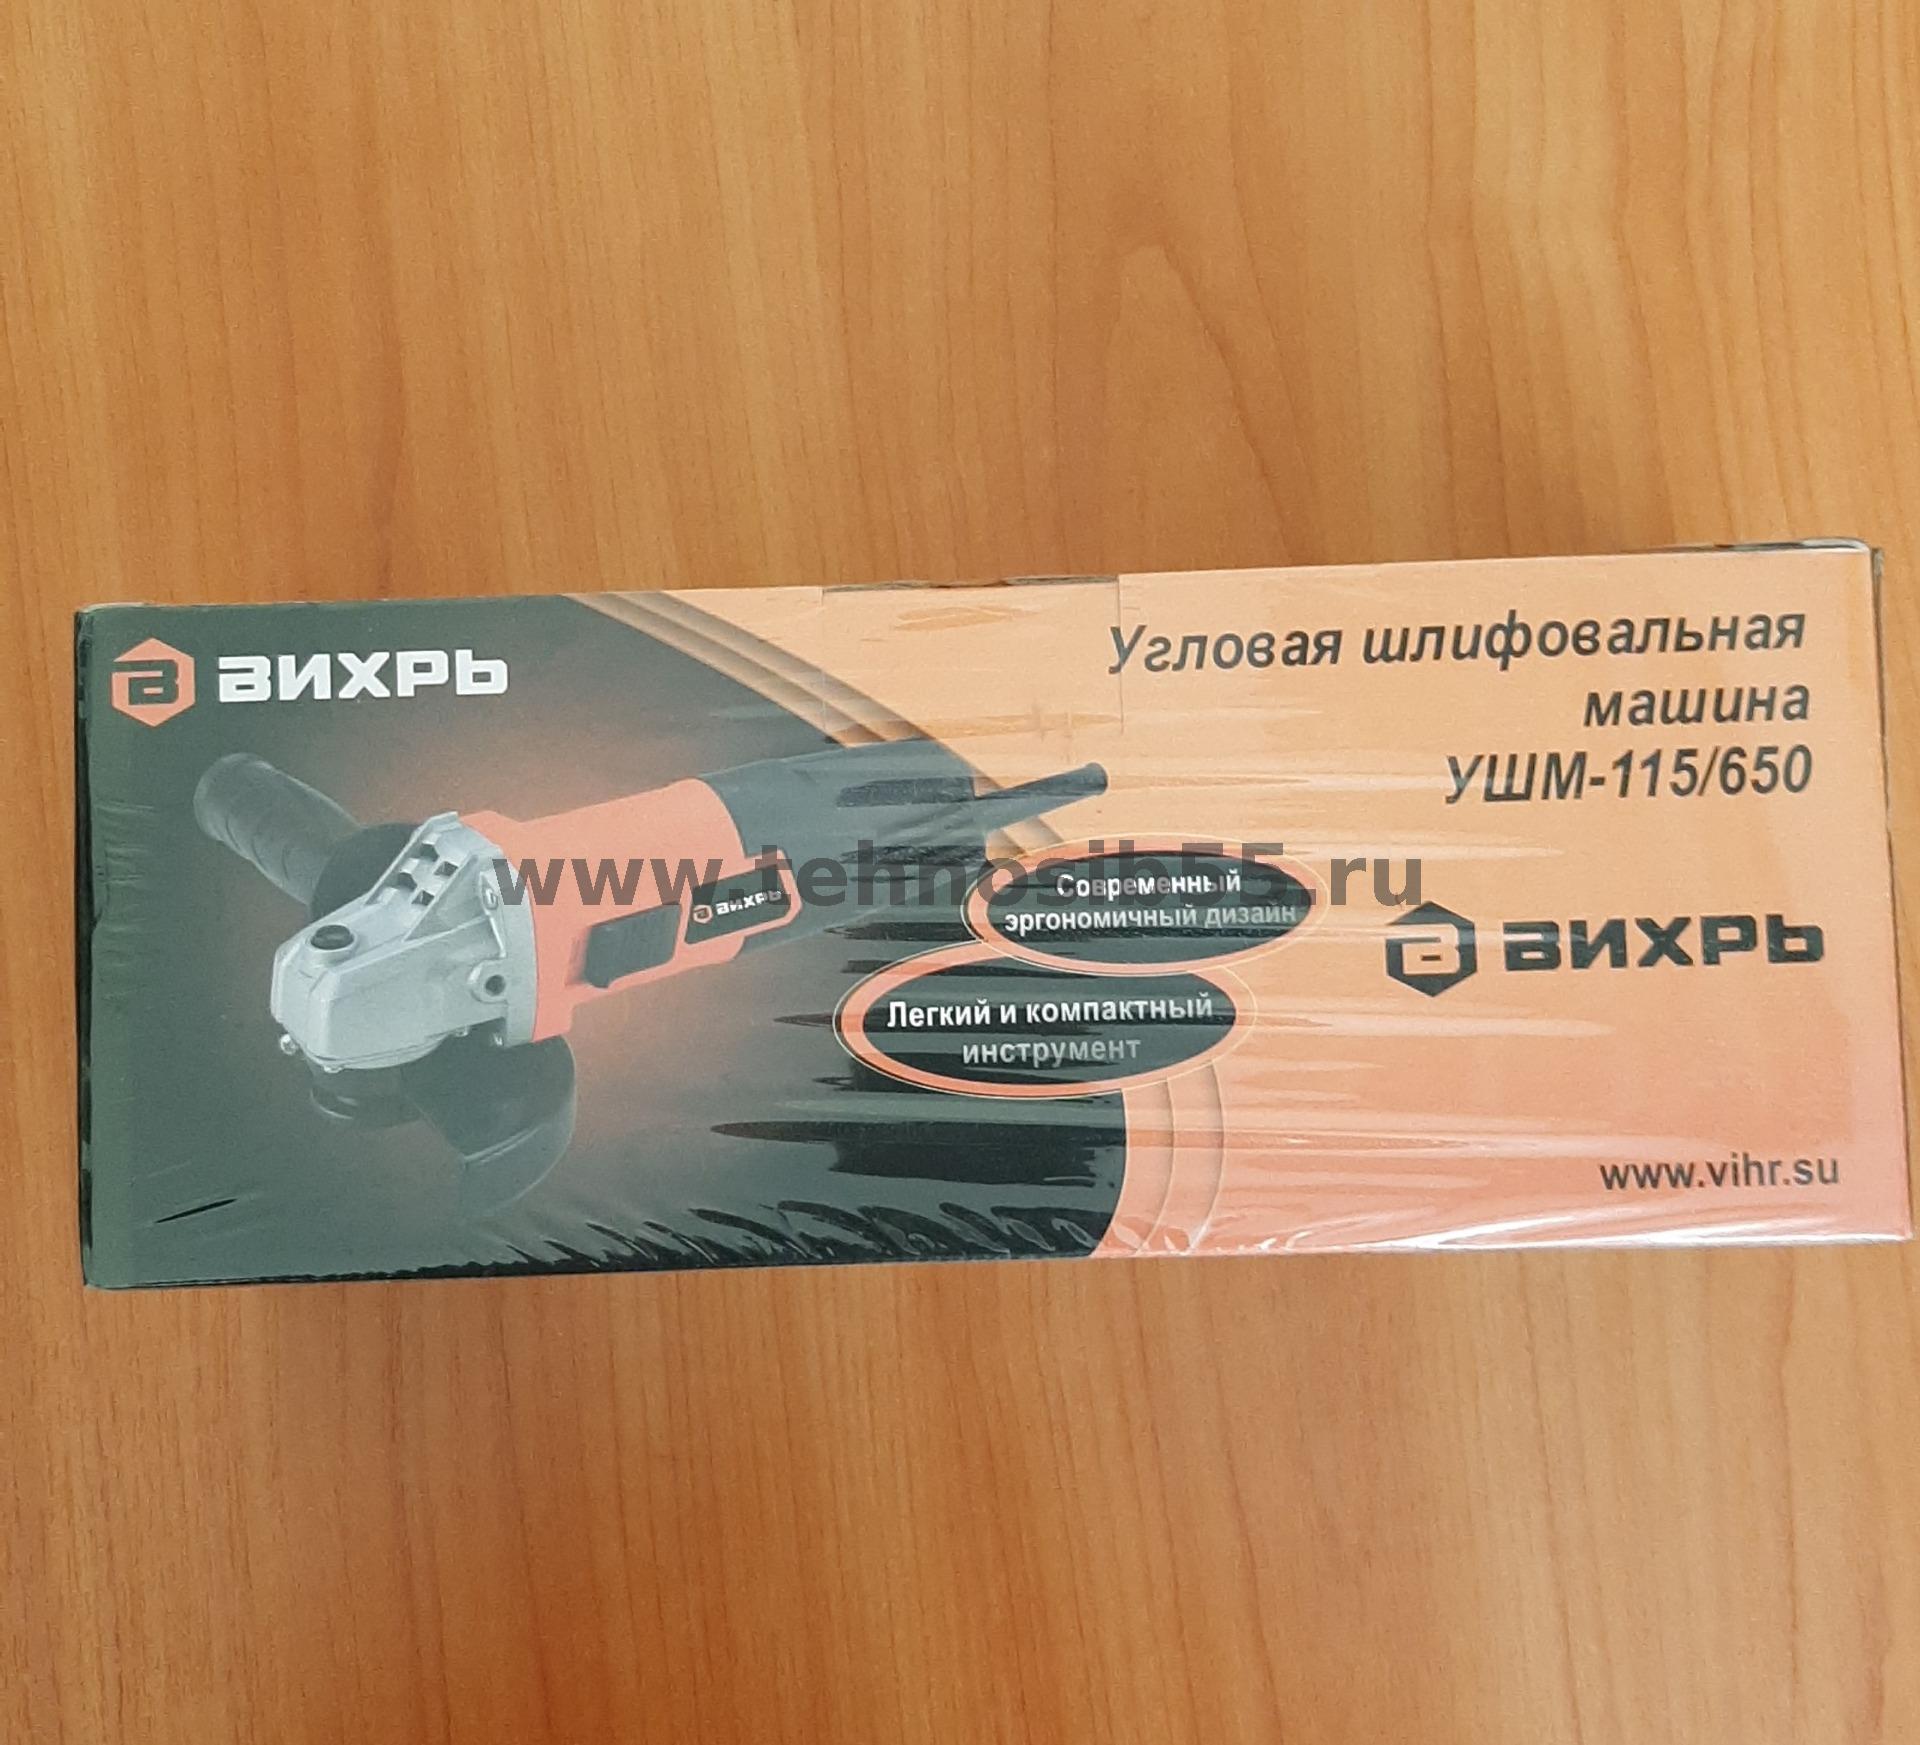 ВИХРЬ
Угловая шлифовальная
машина
УШМ-115/650
www.tehnosib55.ru
ВИХРЬ
Современный
эргономичный дизайн
ВИХРЬ
Легкий и компактный
инструмент
www.vihr.su